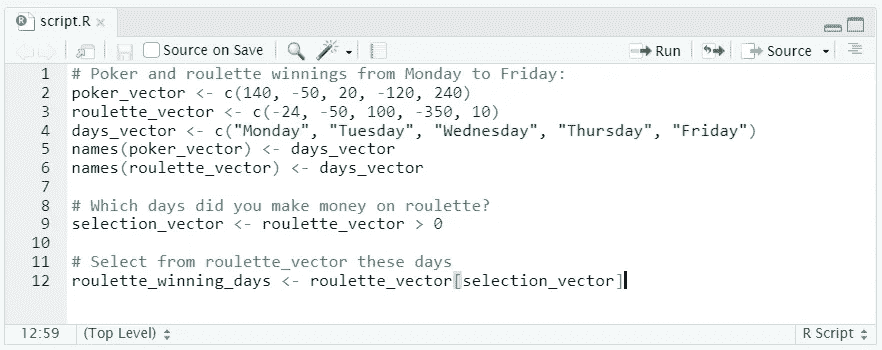 script.R
Source on Save
Run
Source
1 # Poker and roulette winnings from Monday to Friday:
2 poker_vector <- c(140, -50, 20, -120, 240)
3 roulette_vector <- c(-24, -50, 100, -350, 10)
4 days_vector <- c("Monday", "Tuesday", "Wednesday", "Thursday", "Friday")
5 names(poker_vector) <- days_vector
6 names(roulette_vector) <- days_vector
7
8 # Which days did you make money on roulette?
9 selection_vector <- roulette_vector > 0
10
11 # Select from roulette_vector these days
12 roulette_winning_days <- roulette_vector[selection_vector]
12:59 (Top Level) R Script